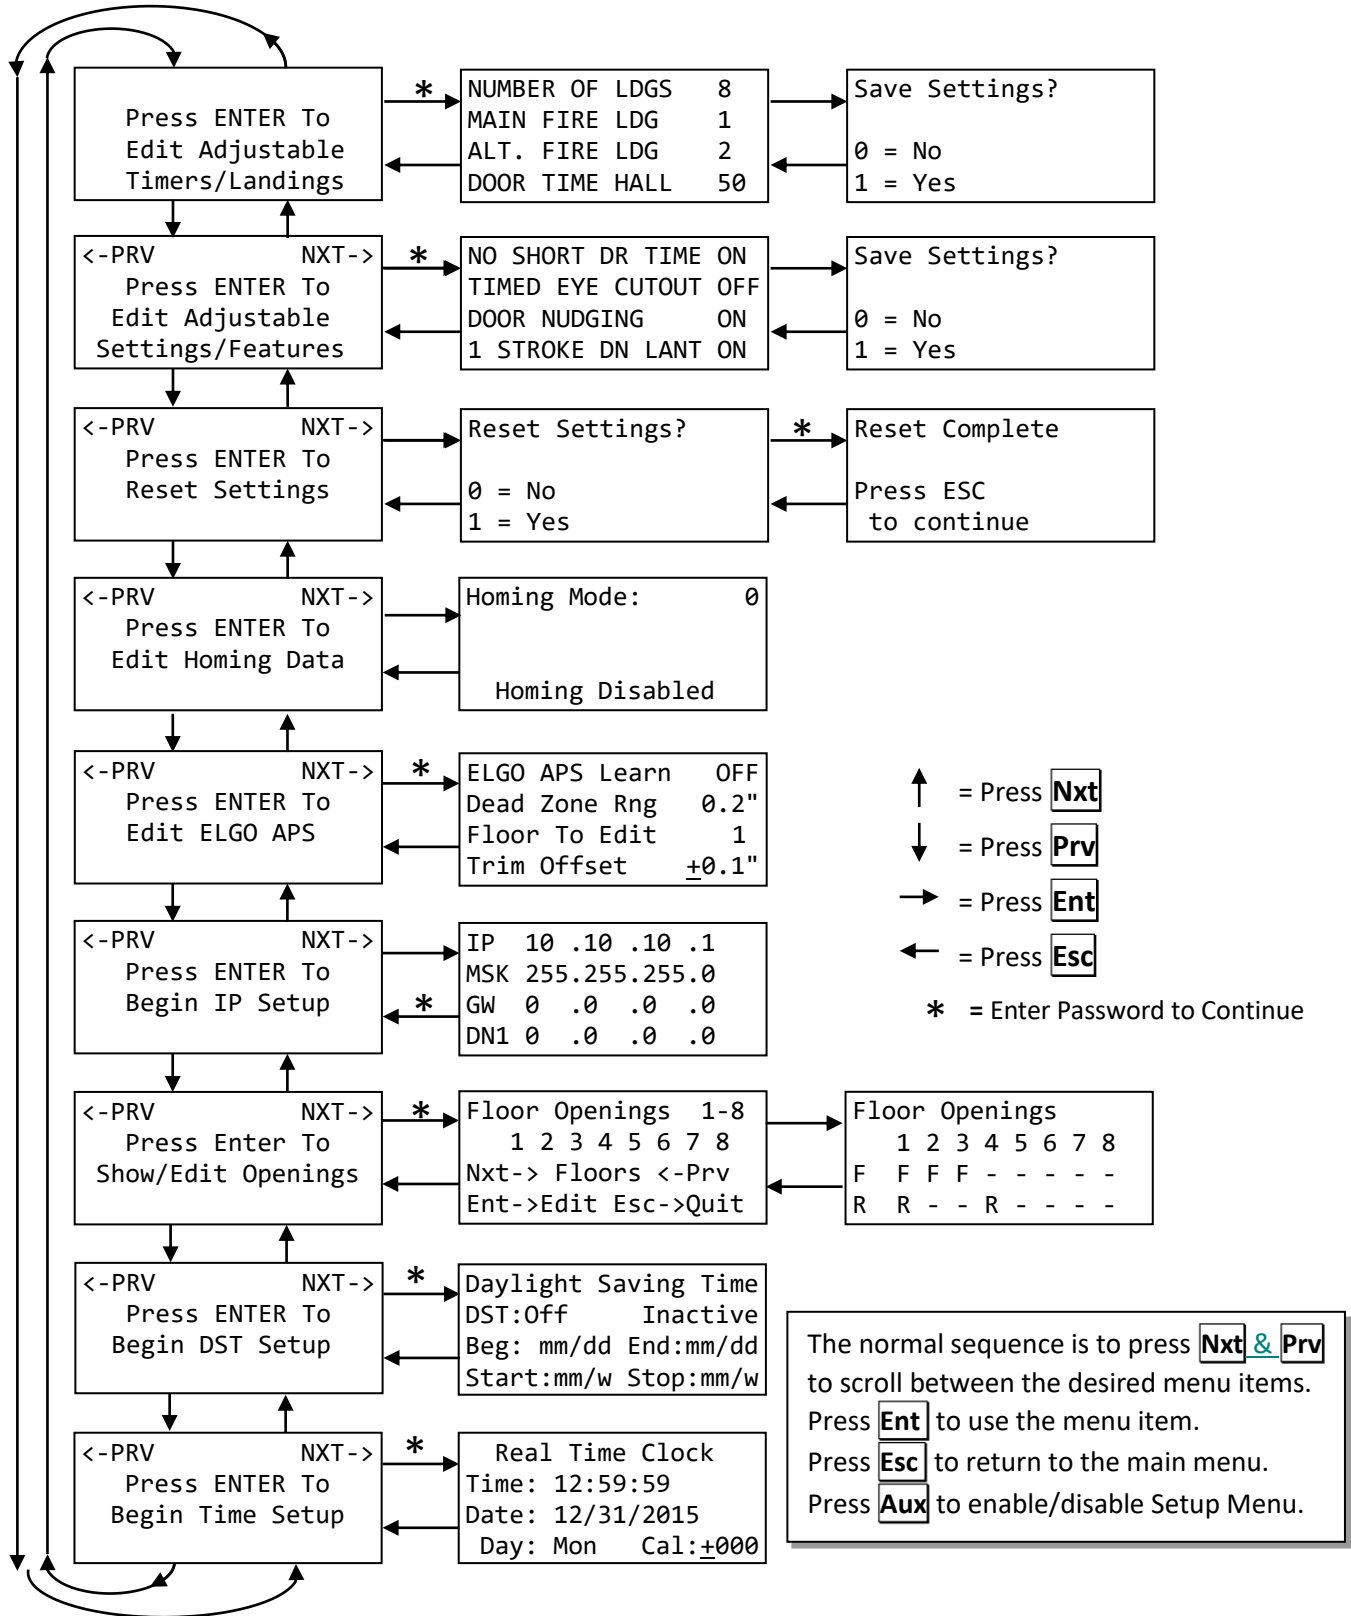 Press ENTER To
Edit Adjustable
Timers/Landings
*
NUMBER OF LDGS 8
MAIN FIRE LDG 1
ALT. FIRE LDG 2
DOOR TIME HALL 50
Save Settings?
0 = No
1 = Yes
<-PRV NXT->
Press ENTER To
Edit Adjustable
Settings/Features
*
NO SHORT DR TIME ON
TIMED EYE CUTOUT OFF
DOOR NUDGING ON
1 STROKE DN LANT ON
Save Settings?
0 = No
1 = Yes
<-PRV NXT->
Press ENTER To
Reset Settings
Reset Settings?
0 = No
1 = Yes
*
Reset Complete
Press ESC
to continue
<-PRV NXT->
Press ENTER To
Edit Homing Data
Homing Mode: 0
Homing Disabled
<-PRV NXT->
Press ENTER To
Edit ELGO APS
*
ELGO APS Learn OFF
Dead Zone Rng 0.2"
Floor To Edit 1
Trim Offset ±0.1"
<-PRV NXT->
Press ENTER To
Begin IP Setup
*
IP 10 .10 .10 .1
MSK 255.255.255.0
GW 0 .0 .0 .0
DN1 0 .0 .0 .0
= Press Nxt
= Press Prv
= Press Ent
= Press Esc
* = Enter Password to Continue
<-PRV NXT->
Press Enter To
Show/Edit Openings
*
Floor Openings 1-8
1 2 3 4 5 6 7 8
Nxt-> Floors <-Prv
Ent->Edit Esc->Quit
Floor Openings
1 2 3 4 5 6 7 8
F F F F - - - - -
R R - - R - - - -
<-PRV NXT->
Press ENTER To
Begin DST Setup
*
Daylight Saving Time
DST:Off Inactive
Beg: mm/dd End:mm/dd
Start:mm/w Stop:mm/w
<-PRV NXT->
Press ENTER To
Begin Time Setup
*
Real Time Clock
Time: 12:59:59
Date: 12/31/2015
Day: Mon Cal:±000
The normal sequence is to press Nxt & Prv
to scroll between the desired menu items.
Press Ent to use the menu item.
Press Esc to return to the main menu.
Press Aux to enable/disable Setup Menu.